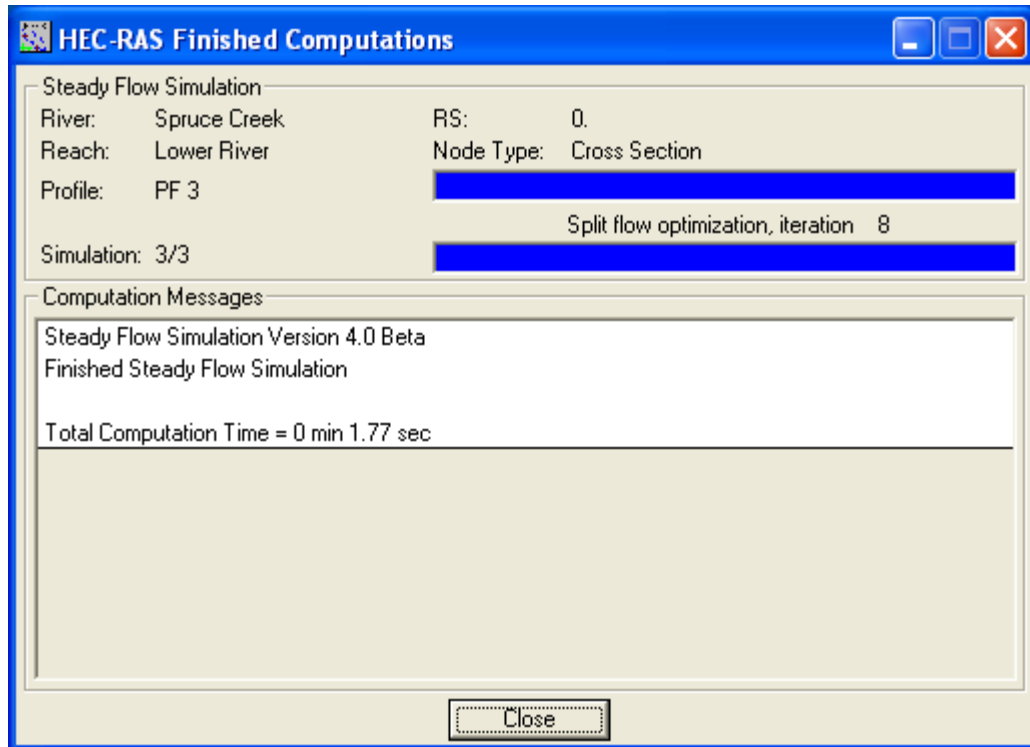 HEC-RAS Finished Computations
Steady Flow Simulation
River: Spruce Creek RS: 0.
Reach: Lower River Node Type: Cross Section
Profile: PF 3
Split flow optimization, iteration 8
Simulation: 3/3
Computation Messages
Steady Flow Simulation Version 4.0 Beta
Finished Steady Flow Simulation
Total Computation Time = 0 min 1.77 sec
Close